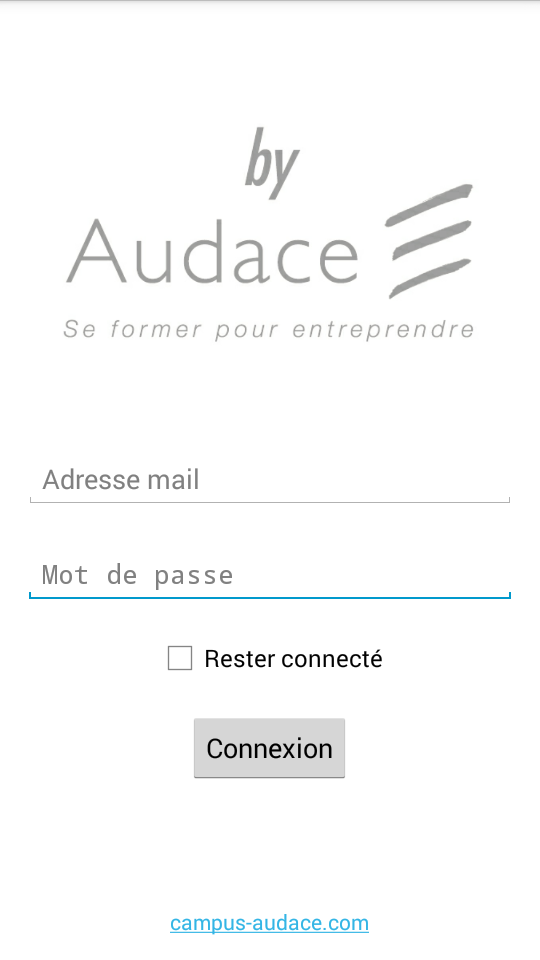 by
Audace
Se former pour entreprendre
Adresse mail
Mot de passe
Rester connecté
Connexion
campus-audace.com